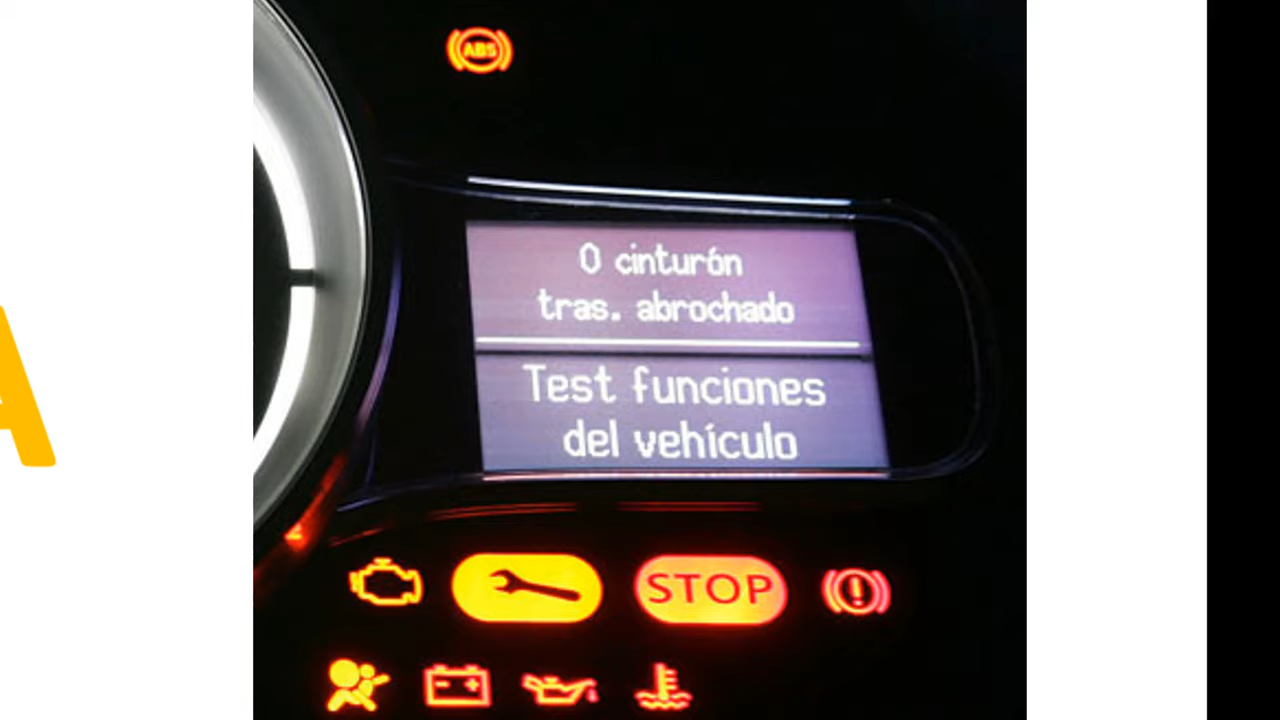 A
ABS
0 cinturón
tras. abrochado
Test funciones
del vehículo
STOP